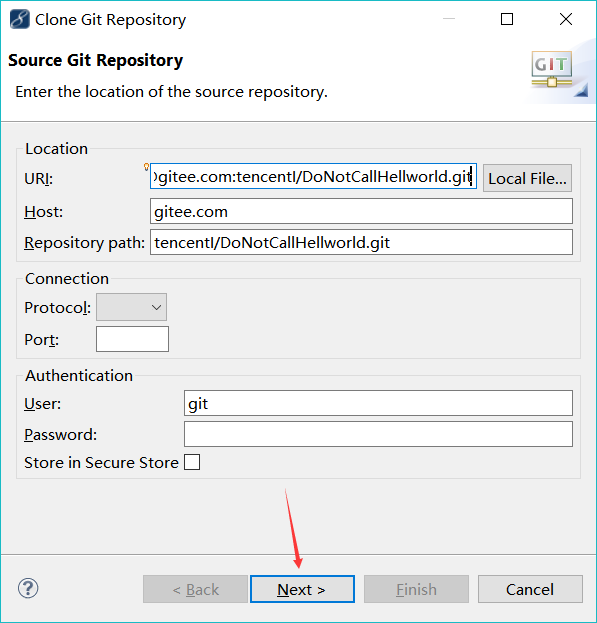 Clone Git Repository
Source Git Repository
GIT
Enter the location of the source repository.
Location
URI: gitee.com:tencentI/DoNotCallHellworld.git Local File...
Host: gitee.com
Repository path: tencentI/DoNotCallHellworld.git
Connection
Protocol:
Port:
Authentication
User: git
Password:
Store in Secure Store
? < Back Next > Finish Cancel